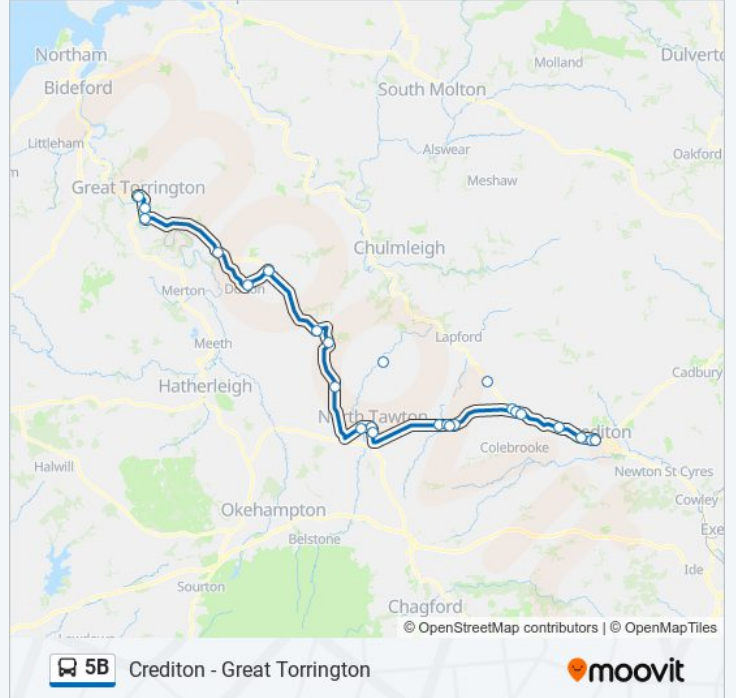 Northam
Dulverto
Molland
Bideford
South Molton
Littleham
Alswear
Oakford
Meshaw
Great Torrington
Chulmleigh
Merton
Lapford
Meeth
Cadbury
Hatherleigh
North Tawton
Crediton
Colebrooke
Halwill
Newton St Cyres
Cowley
Okehampton
Exe
Belstone
Ide
Sourton
Chagford
© OpenStreetMap contributors | © OpenMapTiles
5B Crediton - Great Torrington
moovit